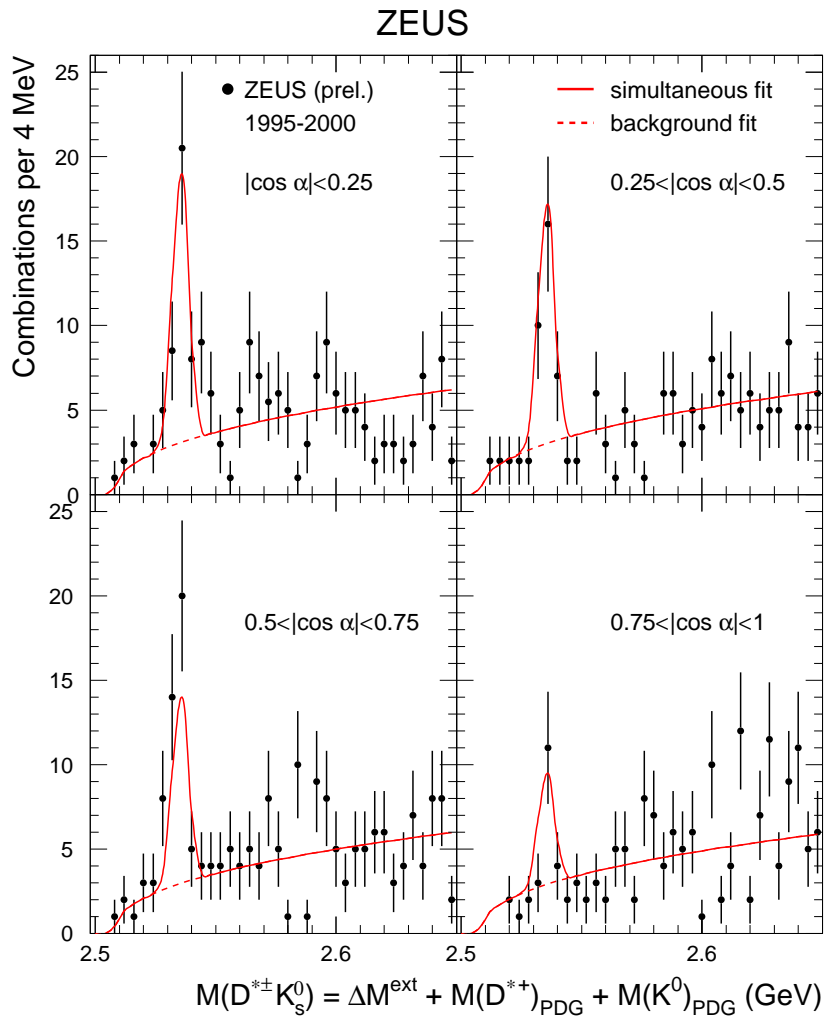 ZEUS
Combinations per 4 MeV
25
20
15
10
5
0
ZEUS (prel.)
1995-2000
|cos α|<0.25
simultaneous fit
background fit
0.25<|cos α|<0.5
25
20
15
10
5
0
0.5<|cos α|<0.75
0.75<|cos α|<1
2.5 2.6 2.5 2.6
M(D*±K⁰ₛ) = ΔMᵉˣᵗ + M(D*⁺)PDG + M(K⁰)PDG (GeV)